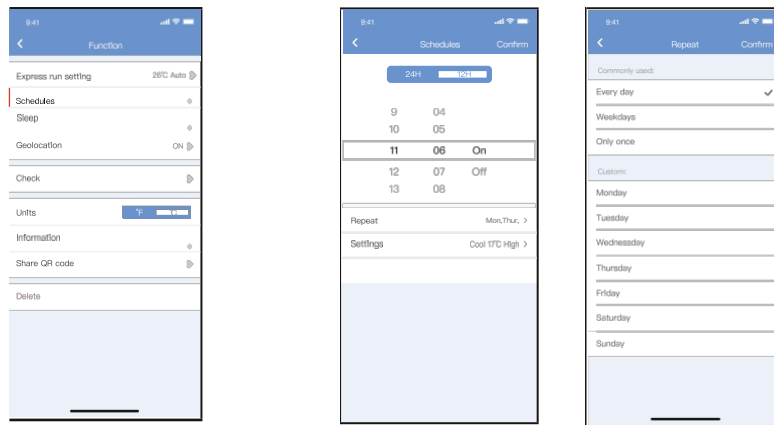 9:41
Function
Express run setting 26℃ Auto
Schedules
Sleep
Geolocation ON
Check
Units °F
Information
Share QR code
Delete
9:41
Schedules Confirm
24H 12H
9 04
10 05
11 06 On
12 07 Off
13 08
Repeat Mon,Thur, >
Settings Cool 17℃ High >
9:41
Repeat Confirm
Commonly used:
Every day
Weekdays
Only once
Custom:
Monday
Tuesday
Wednessday
Thursday
Friday
Saturday
Sunday